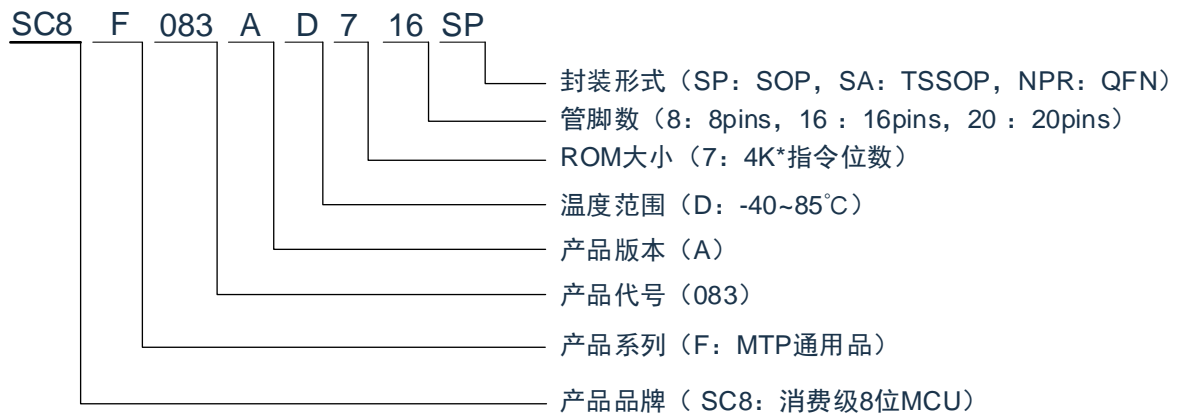 SC8 F 083 A D 7 16 SP
封装形式（SP：SOP，SA：TSSOP，NPR：QFN）
管脚数（8：8pins，16 ：16pins，20 ：20pins）
ROM大小（7：4K*指令位数）
温度范围（D：-40~85℃）
产品版本（A）
产品代号（083）
产品系列（F：MTP通用品）
产品品牌（ SC8：消费级8位MCU）